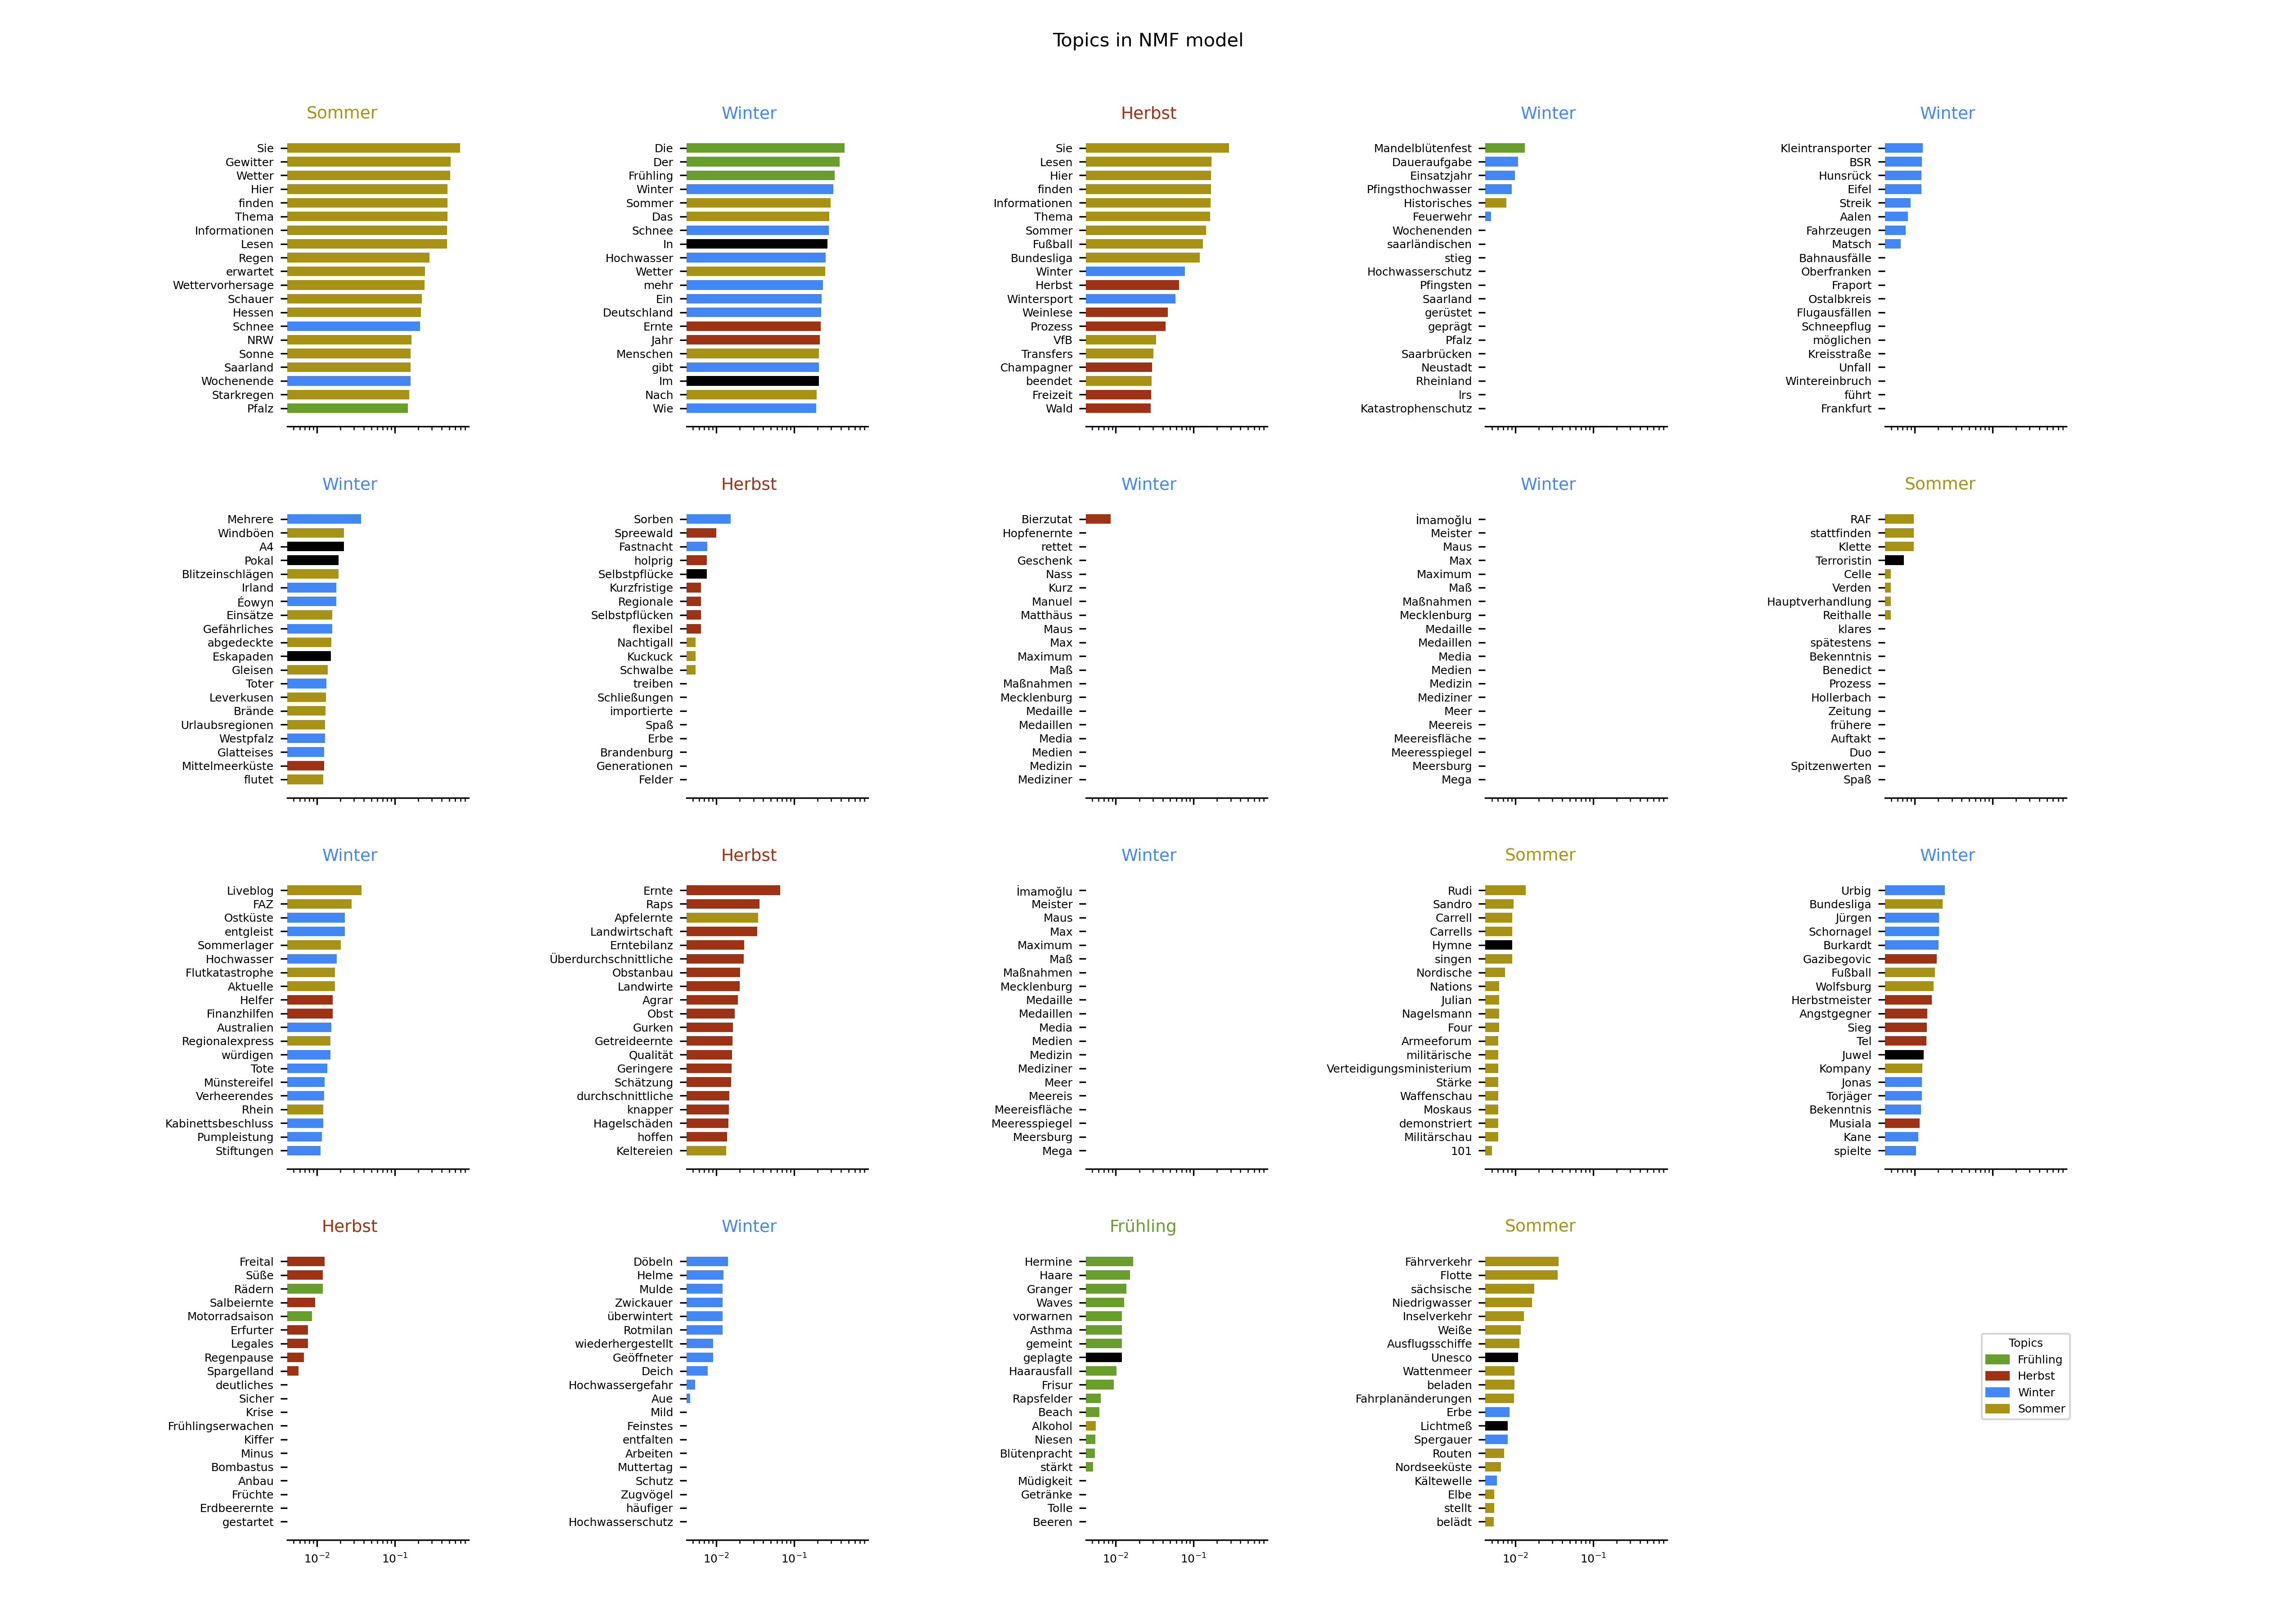 Topics in NMF model
Sommer
Sie
Gewitter
Wetter
Hier
finden
Thema
Informationen
Lesen
Regen
erwartet
Wettervorhersage
Schauer
Hessen
Schnee
NRW
Sonne
Saarland
Wochenende
Starkregen
Pfalz
Winter
Die
Der
Frühling
Winter
Sommer
Das
Schnee
In
Hochwasser
Wetter
mehr
Ein
Deutschland
Ernte
Jahr
Menschen
gibt
Im
Nach
Wie
Herbst
Sie
Lesen
Hier
finden
Informationen
Thema
Sommer
Fußball
Bundesliga
Winter
Herbst
Wintersport
Weinlese
Prozess
VfB
Transfers
Champagner
beendet
Freizeit
Wald
Winter
Mandelblütenfest
Daueraufgabe
Einsatzjahr
Pfingsthochwasser
Historisches
Feuerwehr
Wochenenden
saarländischen
stieg
Hochwasserschutz
Pfingsten
Saarland
gerüstet
geprägt
Pfalz
Saarbrücken
Neustadt
Rheinland
Irs
Katastrophenschutz
Winter
Kleintransporter
BSR
Hunsrück
Eifel
Streik
Aalen
Fahrzeugen
Matsch
Bahnausfälle
Oberfranken
Fraport
Ostalbkreis
Flugausfällen
Schneepflug
möglichen
Kreisstraße
Unfall
Wintereinbruch
führt
Frankfurt
Winter
Mehrere
Windböen
A4
Pokal
Blitzeinschlägen
Irland
Éowyn
Einsätze
Gefährliches
abgedeckte
Eskapaden
Gleisen
Toter
Leverkusen
Brände
Urlaubsregionen
Westpfalz
Glatteises
Mittelmeerküste
flutet
Herbst
Sorben
Spreewald
Fastnacht
holprig
Selbstpflücke
Kurzfristige
Regionale
Selbstpflücken
flexibel
Nachtigall
Kuckuck
Schwalbe
treiben
Schließungen
importierte
Spaß
Erbe
Brandenburg
Generationen
Felder
Winter
Bierzutat
Hopfenernte
rettet
Geschenk
Nass
Kurz
Manuel
Matthäus
Maus
Max
Maximum
Maß
Maßnahmen
Mecklenburg
Medaille
Medaillen
Media
Medien
Medizin
Mediziner
Winter
İmamoğlu
Meister
Maus
Max
Maximum
Maß
Maßnahmen
Mecklenburg
Medaille
Medaillen
Media
Medien
Medizin
Mediziner
Meer
Meereis
Meereisfläche
Meeresspiegel
Meersburg
Mega
Sommer
RAF
stattfinden
Klette
Terroristin
Celle
Verden
Hauptverhandlung
Reithalle
klares
spätestens
Bekenntnis
Benedict
Prozess
Hollerbach
Zeitung
frühere
Auftakt
Duo
Spitzenwerten
Spaß
Winter
Liveblog
FAZ
Ostküste
entgleist
Sommerlager
Hochwasser
Flutkatastrophe
Aktuelle
Helfer
Finanzhilfen
Australien
Regionalexpress
würdigen
Tote
Münstereifel
Verheerendes
Rhein
Kabinettsbeschluss
Pumpleistung
Stiftungen
Herbst
Ernte
Raps
Apfelernte
Landwirtschaft
Erntebilanz
Überdurchschnittliche
Obstanbau
Landwirte
Agrar
Obst
Gurken
Getreideernte
Qualität
Geringere
Schätzung
durchschnittliche
knapper
Hagelschäden
hoffen
Keltereien
Winter
İmamoğlu
Meister
Maus
Max
Maximum
Maß
Maßnahmen
Mecklenburg
Medaille
Medaillen
Media
Medien
Medizin
Mediziner
Meer
Meereis
Meereisfläche
Meeresspiegel
Meersburg
Mega
Sommer
Rudi
Sandro
Carrell
Carrells
Hymne
singen
Nordische
Nations
Julian
Nagelsmann
Four
Armeeforum
militärische
Verteidigungsministerium
Stärke
Waffenschau
Moskaus
demonstriert
Militärschau
101
Winter
Urbig
Bundesliga
Jürgen
Schornagel
Burkardt
Gazibegovic
Fußball
Wolfsburg
Herbstmeister
Angstgegner
Sieg
Tel
Juwel
Kompany
Jonas
Torjäger
Bekenntnis
Musiala
Kane
spielte
Herbst
Freital
Süße
Rädern
Salbeiernte
Motorradsaison
Erfurter
Legales
Regenpause
Spargelland
deutliches
Sicher
Krise
Frühlingserwachen
Kiffer
Minus
Bombastus
Anbau
Früchte
Erdbeerernte
gestartet
10⁻² 10⁻¹
Winter
Döbeln
Helme
Mulde
Zwickauer
überwintert
Rotmilan
wiederhergestellt
Geöffneter
Deich
Hochwassergefahr
Aue
Mild
Feinstes
entfalten
Arbeiten
Muttertag
Schutz
Zugvögel
häufiger
Hochwasserschutz
10⁻² 10⁻¹
Frühling
Hermine
Haare
Granger
Waves
vorwarnen
Asthma
gemeint
geplagte
Haarausfall
Frisur
Rapsfelder
Beach
Alkohol
Niesen
Blütenpracht
stärkt
Müdigkeit
Getränke
Tolle
Beeren
10⁻² 10⁻¹
Sommer
Fährverkehr
Flotte
sächsische
Niedrigwasser
Inselverkehr
Weiße
Ausflugsschiffe
Unesco
Wattenmeer
beladen
Fahrplanänderungen
Erbe
Lichtmeß
Spergauer
Routen
Nordseeküste
Kältewelle
Elbe
stellt
belädt
10⁻² 10⁻¹
Topics
Frühling
Herbst
Winter
Sommer